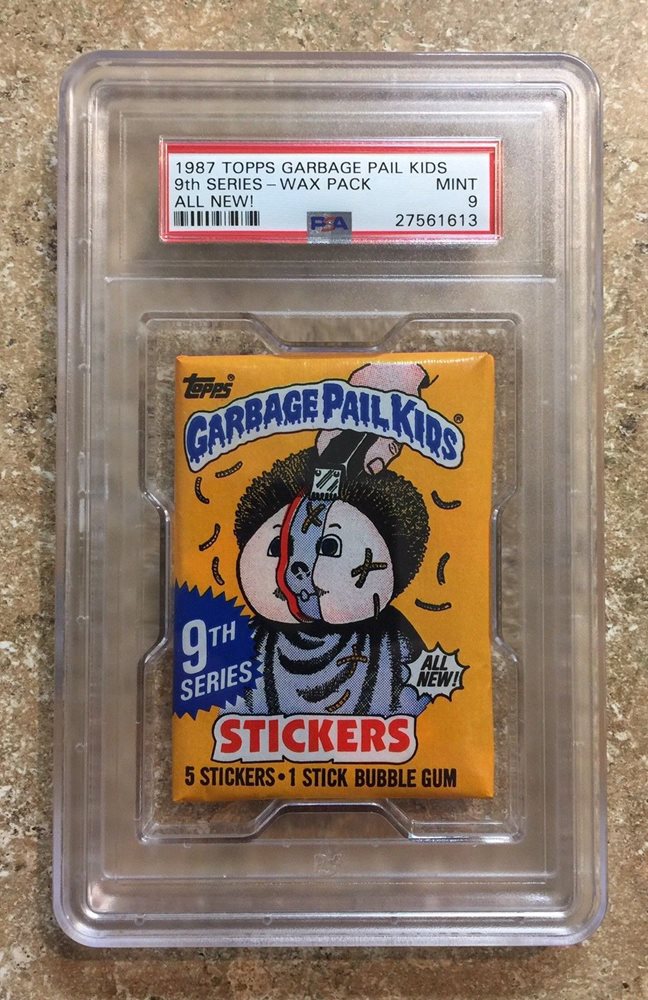 1987 TOPPS GARBAGE PAIL KIDS
9th SERIES – WAX PACK MINT
ALL NEW! 9
PSA 27561613
TOPPS®
GARBAGE PAIL KIDS®
9TH
SERIES
ALL
NEW!
STICKERS
5 STICKERS • 1 STICK BUBBLE GUM